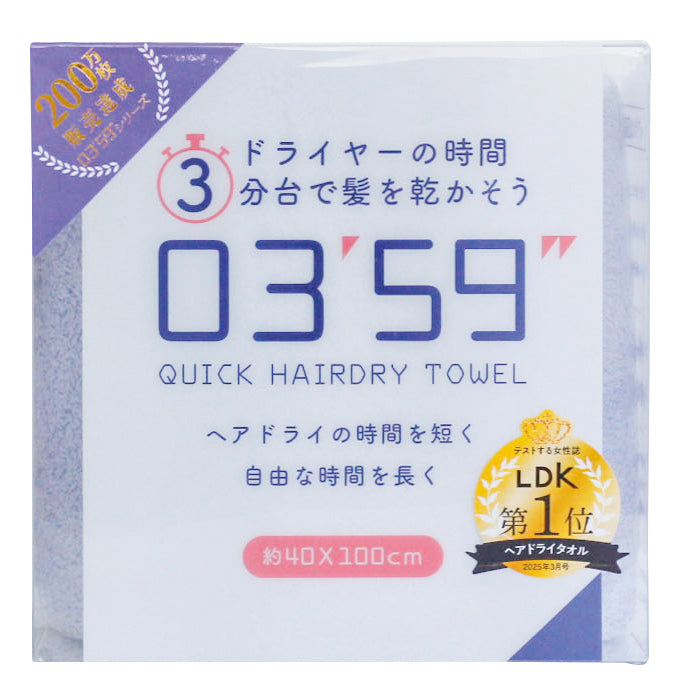 200万枚
販売達成
03'59"シリーズ
ドライヤーの時間
3分台で髪を乾かそう
03'59"
QUICK HAIRDRY TOWEL
ヘアドライの時間を短く
自由な時間を長く
約40X100cm
テストする女性誌
LDK
第1位
ヘアドライタオル
2025年3月号